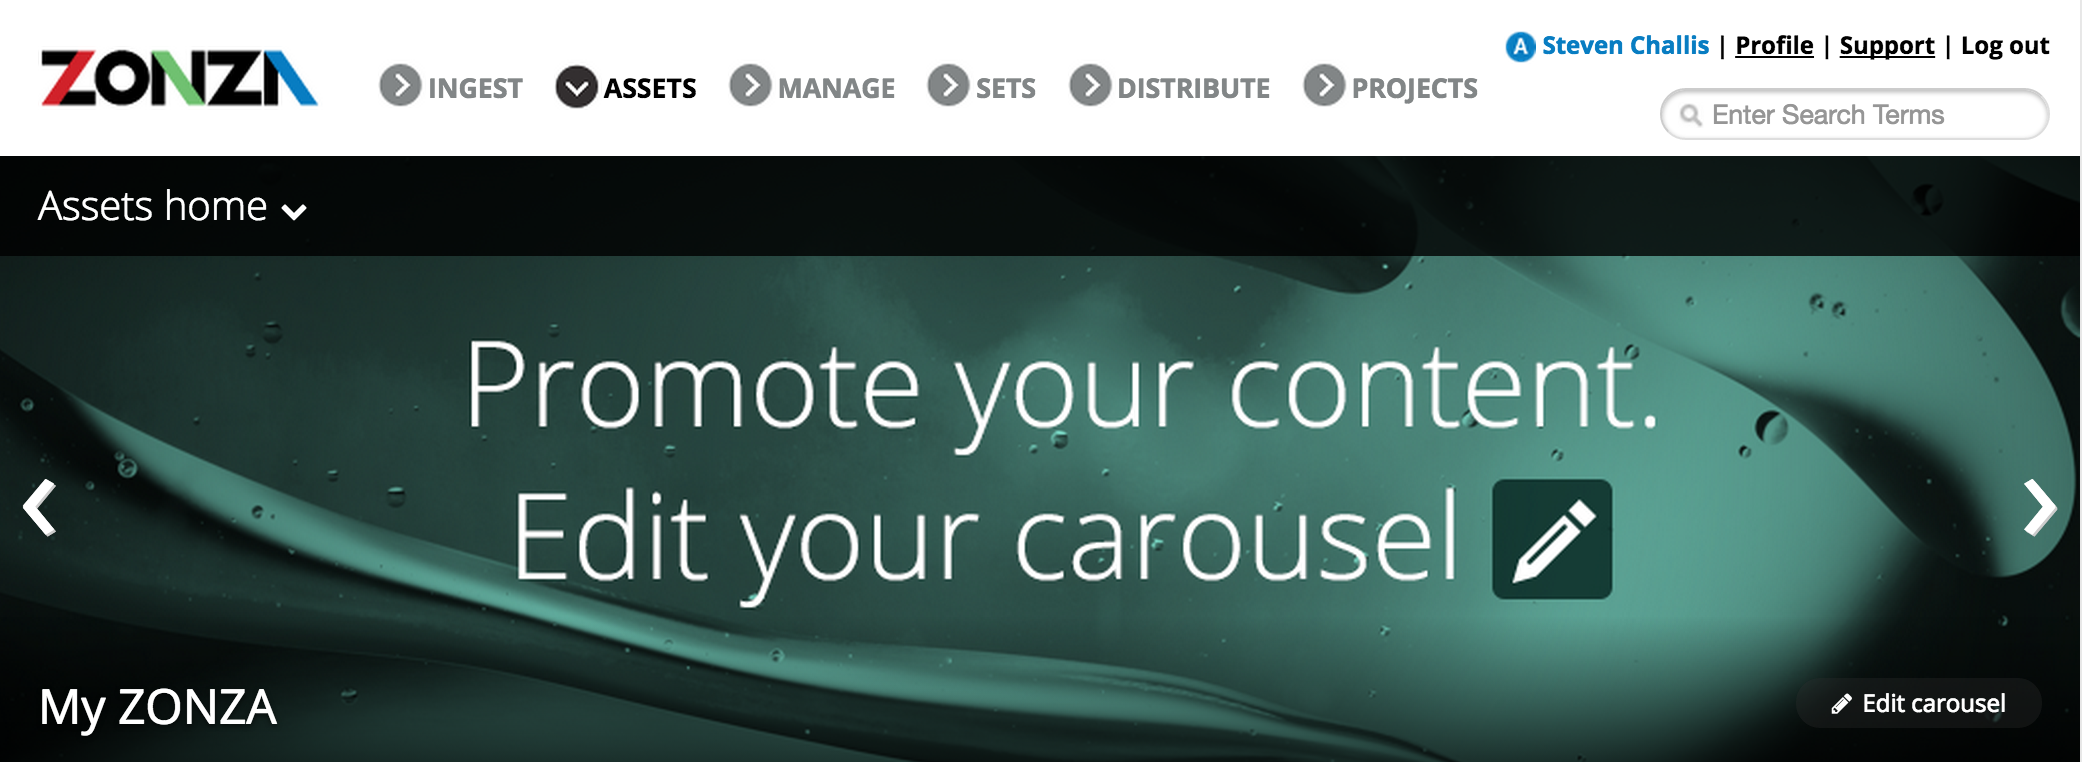 ZONZA
INGEST ASSETS MANAGE SETS DISTRIBUTE PROJECTS
A Steven Challis | Profile | Support | Log out
Enter Search Terms
Assets home
Promote your content.
Edit your carousel
My ZONZA
Edit carousel